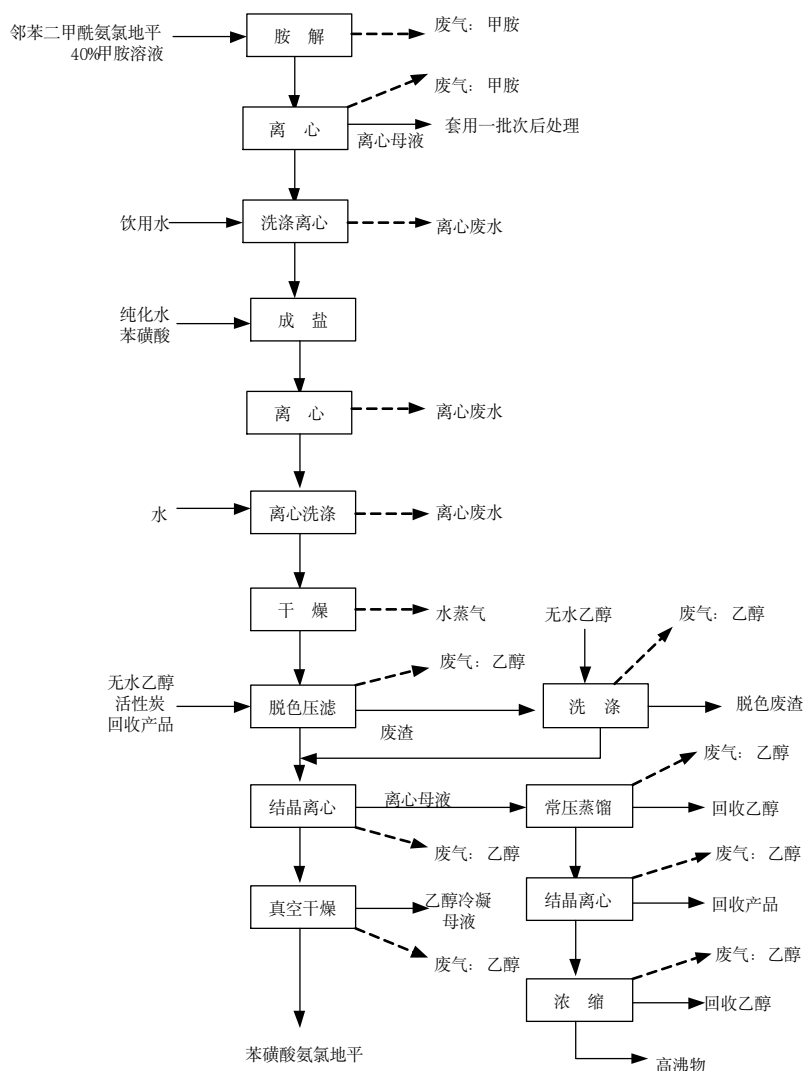 邻苯二甲酰氨氯地平
40%甲胺溶液
胺 解
废气：甲胺
废气：甲胺
离 心
离心母液
套用一批次后处理
饮用水
洗涤离心
离心废水
纯化水
苯磺酸
成 盐
离 心
离心废水
水
离心洗涤
离心废水
干 燥
水蒸气
无水乙醇
废气：乙醇
废气：乙醇
无水乙醇
活性炭
回收产品
脱色压滤
废渣
洗 涤
脱色废渣
废气：乙醇
结晶离心
离心母液
常压蒸馏
回收乙醇
废气：乙醇
废气：乙醇
真空干燥
乙醇冷凝
母液
结晶离心
回收产品
废气：乙醇
废气：乙醇
浓 缩
回收乙醇
苯磺酸氨氯地平
高沸物